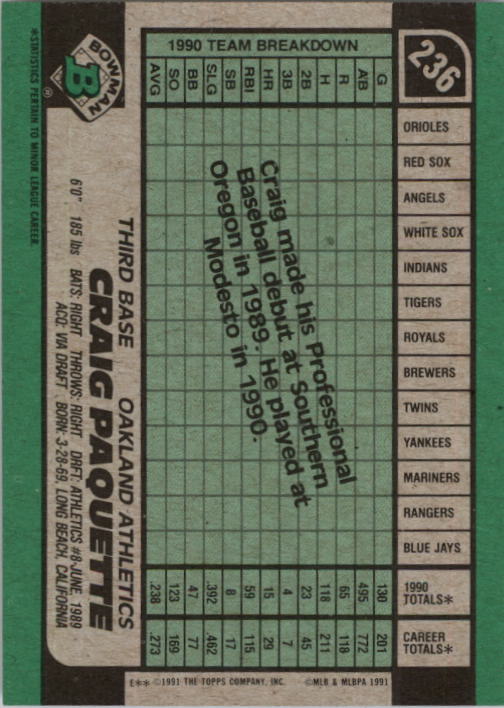 236
BOWMAN
B
®
CRAIG PAQUETTE
THIRD BASE OAKLAND ATHLETICS
6'0" 185 lbs BATS: RIGHT THROWS: RIGHT DRFT: ATHLETICS #8-JUNE, 1989
ACQ: VIA DRAFT BORN: 3-28-69, LONG BEACH, CALIFORNIA
*STATISTICS PERTAIN TO MINOR LEAGUE CAREER.
1990 TEAM BREAKDOWN
G AB R H 2B 3B HR RBI SB SLG BB SO AVG
ORIOLES
RED SOX
ANGELS
WHITE SOX
INDIANS
TIGERS
ROYALS
BREWERS
TWINS
YANKEES
MARINERS
RANGERS
BLUE JAYS
1990 TOTALS* 130 495 65 118 23 4 15 59 8 .392 47 123 .238
CAREER TOTALS* 201 772 118 211 45 7 29 115 17 .462 77 169 .273
Craig made his Professional
Baseball debut at Southern
Oregon in 1989. He played at
Modesto in 1990.
E** ©1991 THE TOPPS COMPANY, INC. ©MLB & MLBPA 1991